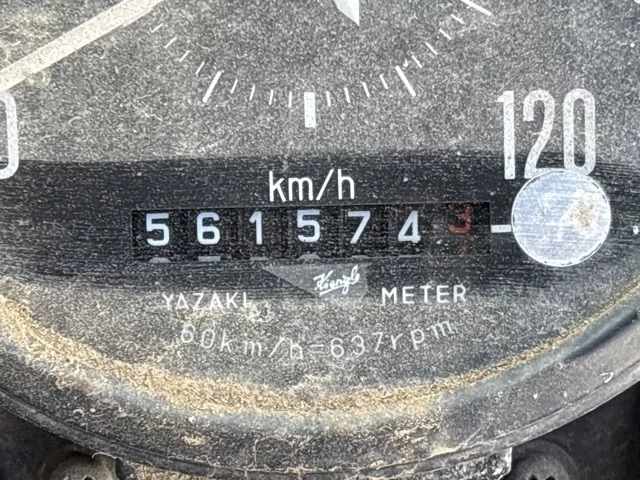 120
km/h
5615743
YAZAKI METER
60km/h=637rpm